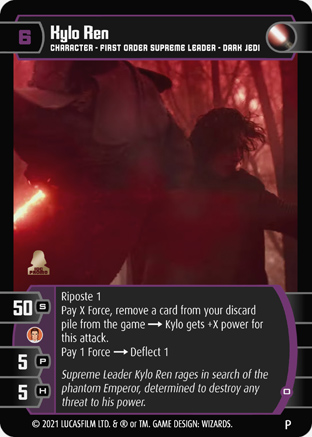 6
Kylo Ren
CHARACTER - FIRST ORDER SUPREME LEADER - DARK JEDI
50 S
5 P
5 H
Riposte 1
Pay X Force, remove a card from your discard
pile from the game → Kylo gets +X power for
this attack.
Pay 1 Force → Deflect 1
Supreme Leader Kylo Ren rages in search of the
phantom Emperor, determined to destroy any
threat to his power.
© 2021 LUCASFILM LTD. & ® or TM. GAME DESIGN: WIZARDS.
P